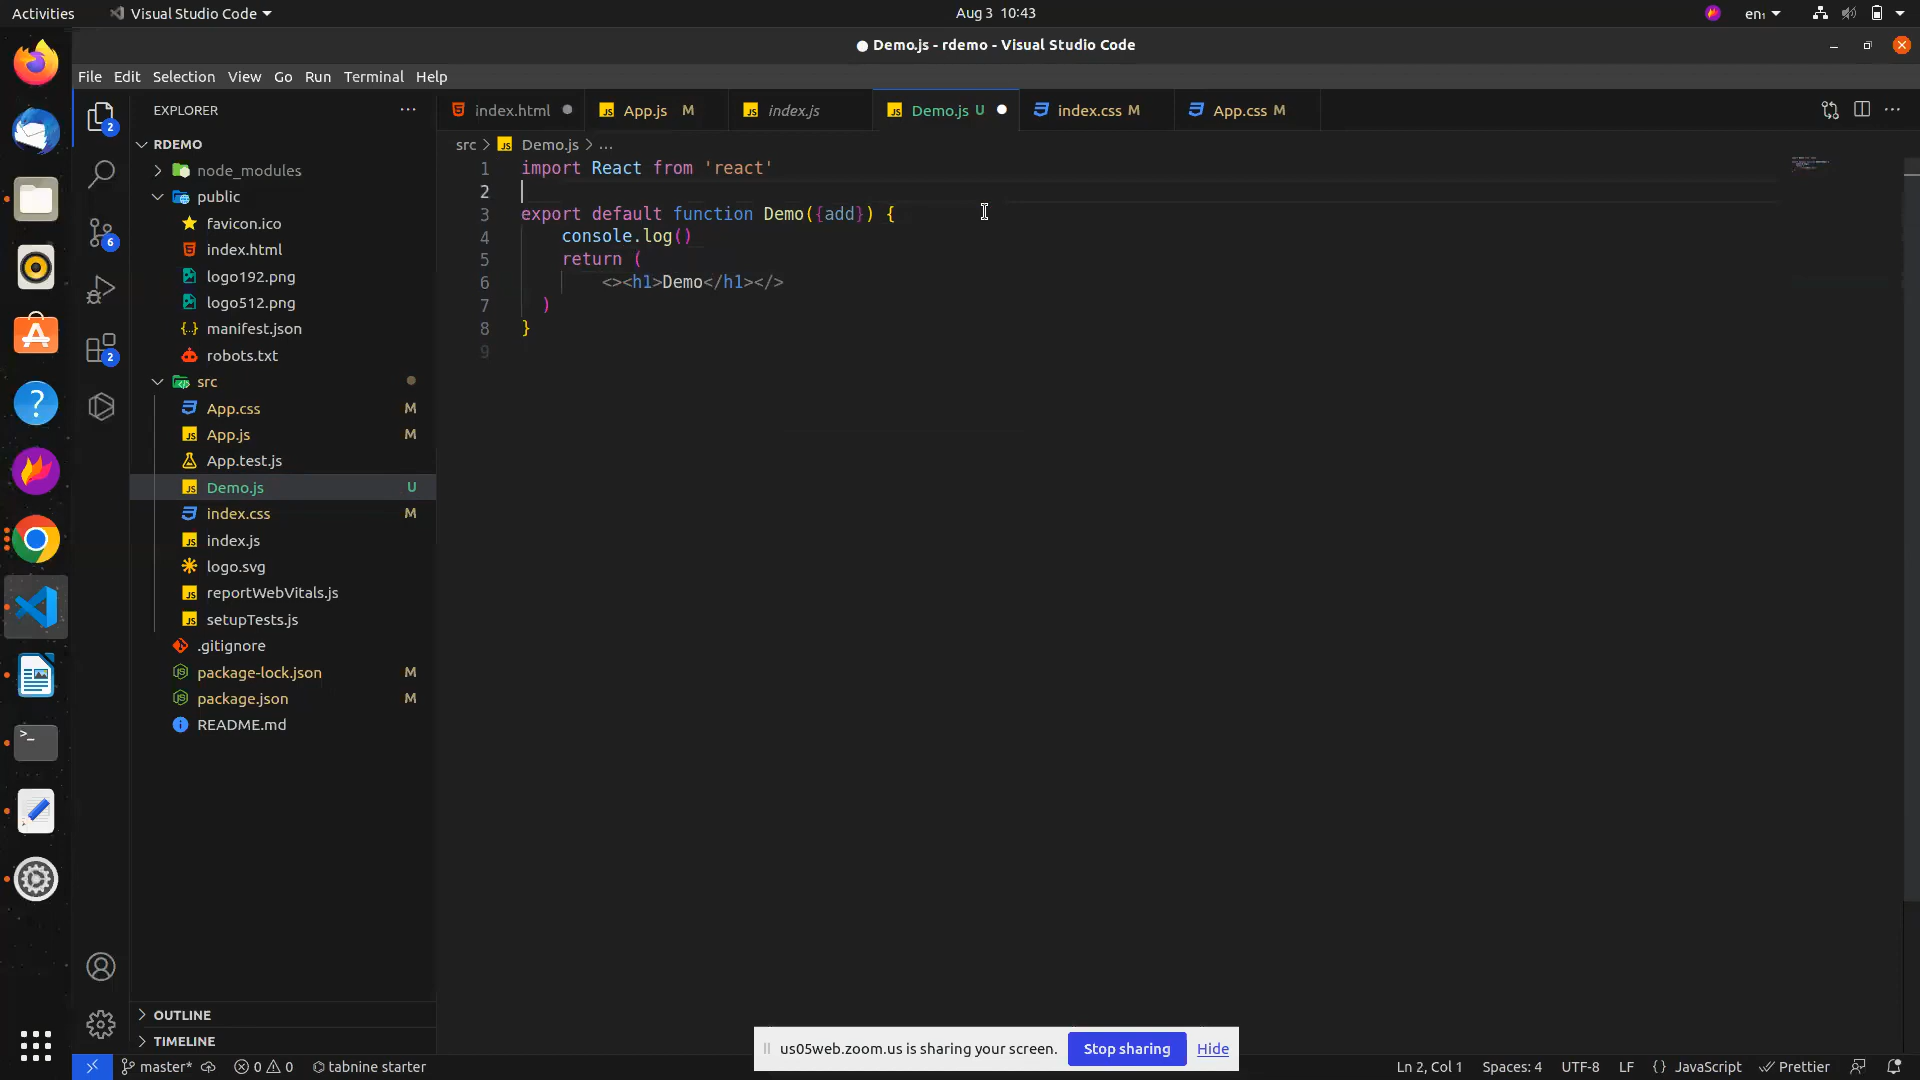 Activities
Visual Studio Code
Aug 3 10:43
en₁
Demo.js - rdemo - Visual Studio Code
File Edit Selection View Go Run Terminal Help
EXPLORER
index.html
App.js M
index.js
Demo.js U
index.css M
App.css M
src > Demo.js > ...
RDEMO
node_modules
public
favicon.ico
index.html
logo192.png
logo512.png
manifest.json
robots.txt
src
App.css M
App.js M
App.test.js
Demo.js U
index.css M
index.js
logo.svg
reportWebVitals.js
setupTests.js
.gitignore
package-lock.json M
package.json M
README.md
OUTLINE
TIMELINE
2
6
2
1 import React from 'react'
2
3 export default function Demo({add}) {
4 console.log()
5 return (
6 <><h1>Demo</h1></>
7 )
8 }
9
us05web.zoom.us is sharing your screen. Stop sharing Hide
master* 0 0 tabnine starter
Ln 2, Col 1 Spaces: 4 UTF-8 LF {} JavaScript Prettier